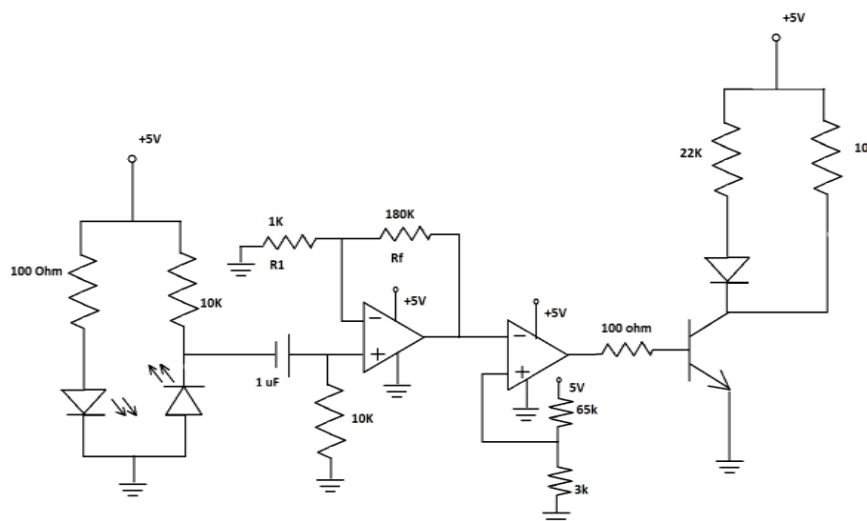 +5V
22K
10
+5V
1K
180K
R1
Rf
100 Ohm
10K
+5V
+5V
100 ohm
−
+
−
+
5V
65k
1 uF
10K
3k
+5V